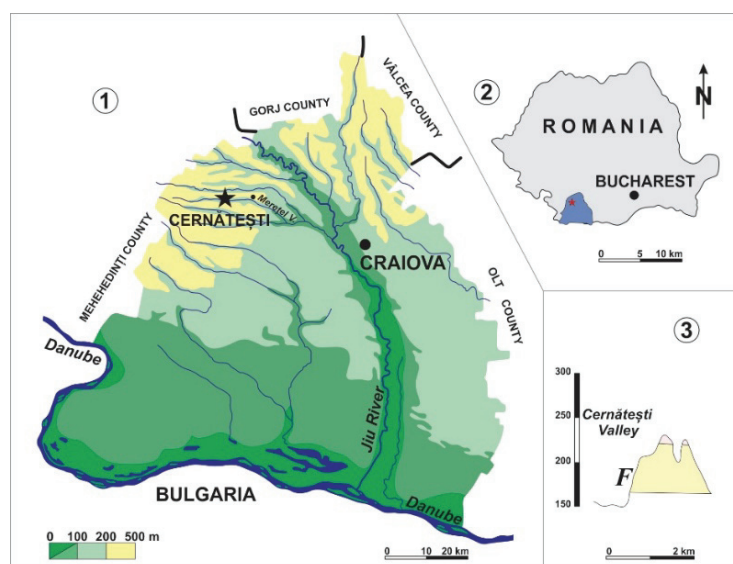 1
GORJ COUNTY
VÂLCEA COUNTY
Meretel V.
CERNĂTEȘTI
CRAIOVA
MEHEHEDINȚI COUNTY
OLT COUNTY
Danube
Jiu River
BULGARIA
Danube
0 100 200 500 m
0 10 20 km
2
N
ROMANIA
BUCHAREST
0 5 10 km
3
300
250
200
150
Cernătești
Valley
F
0 2 km